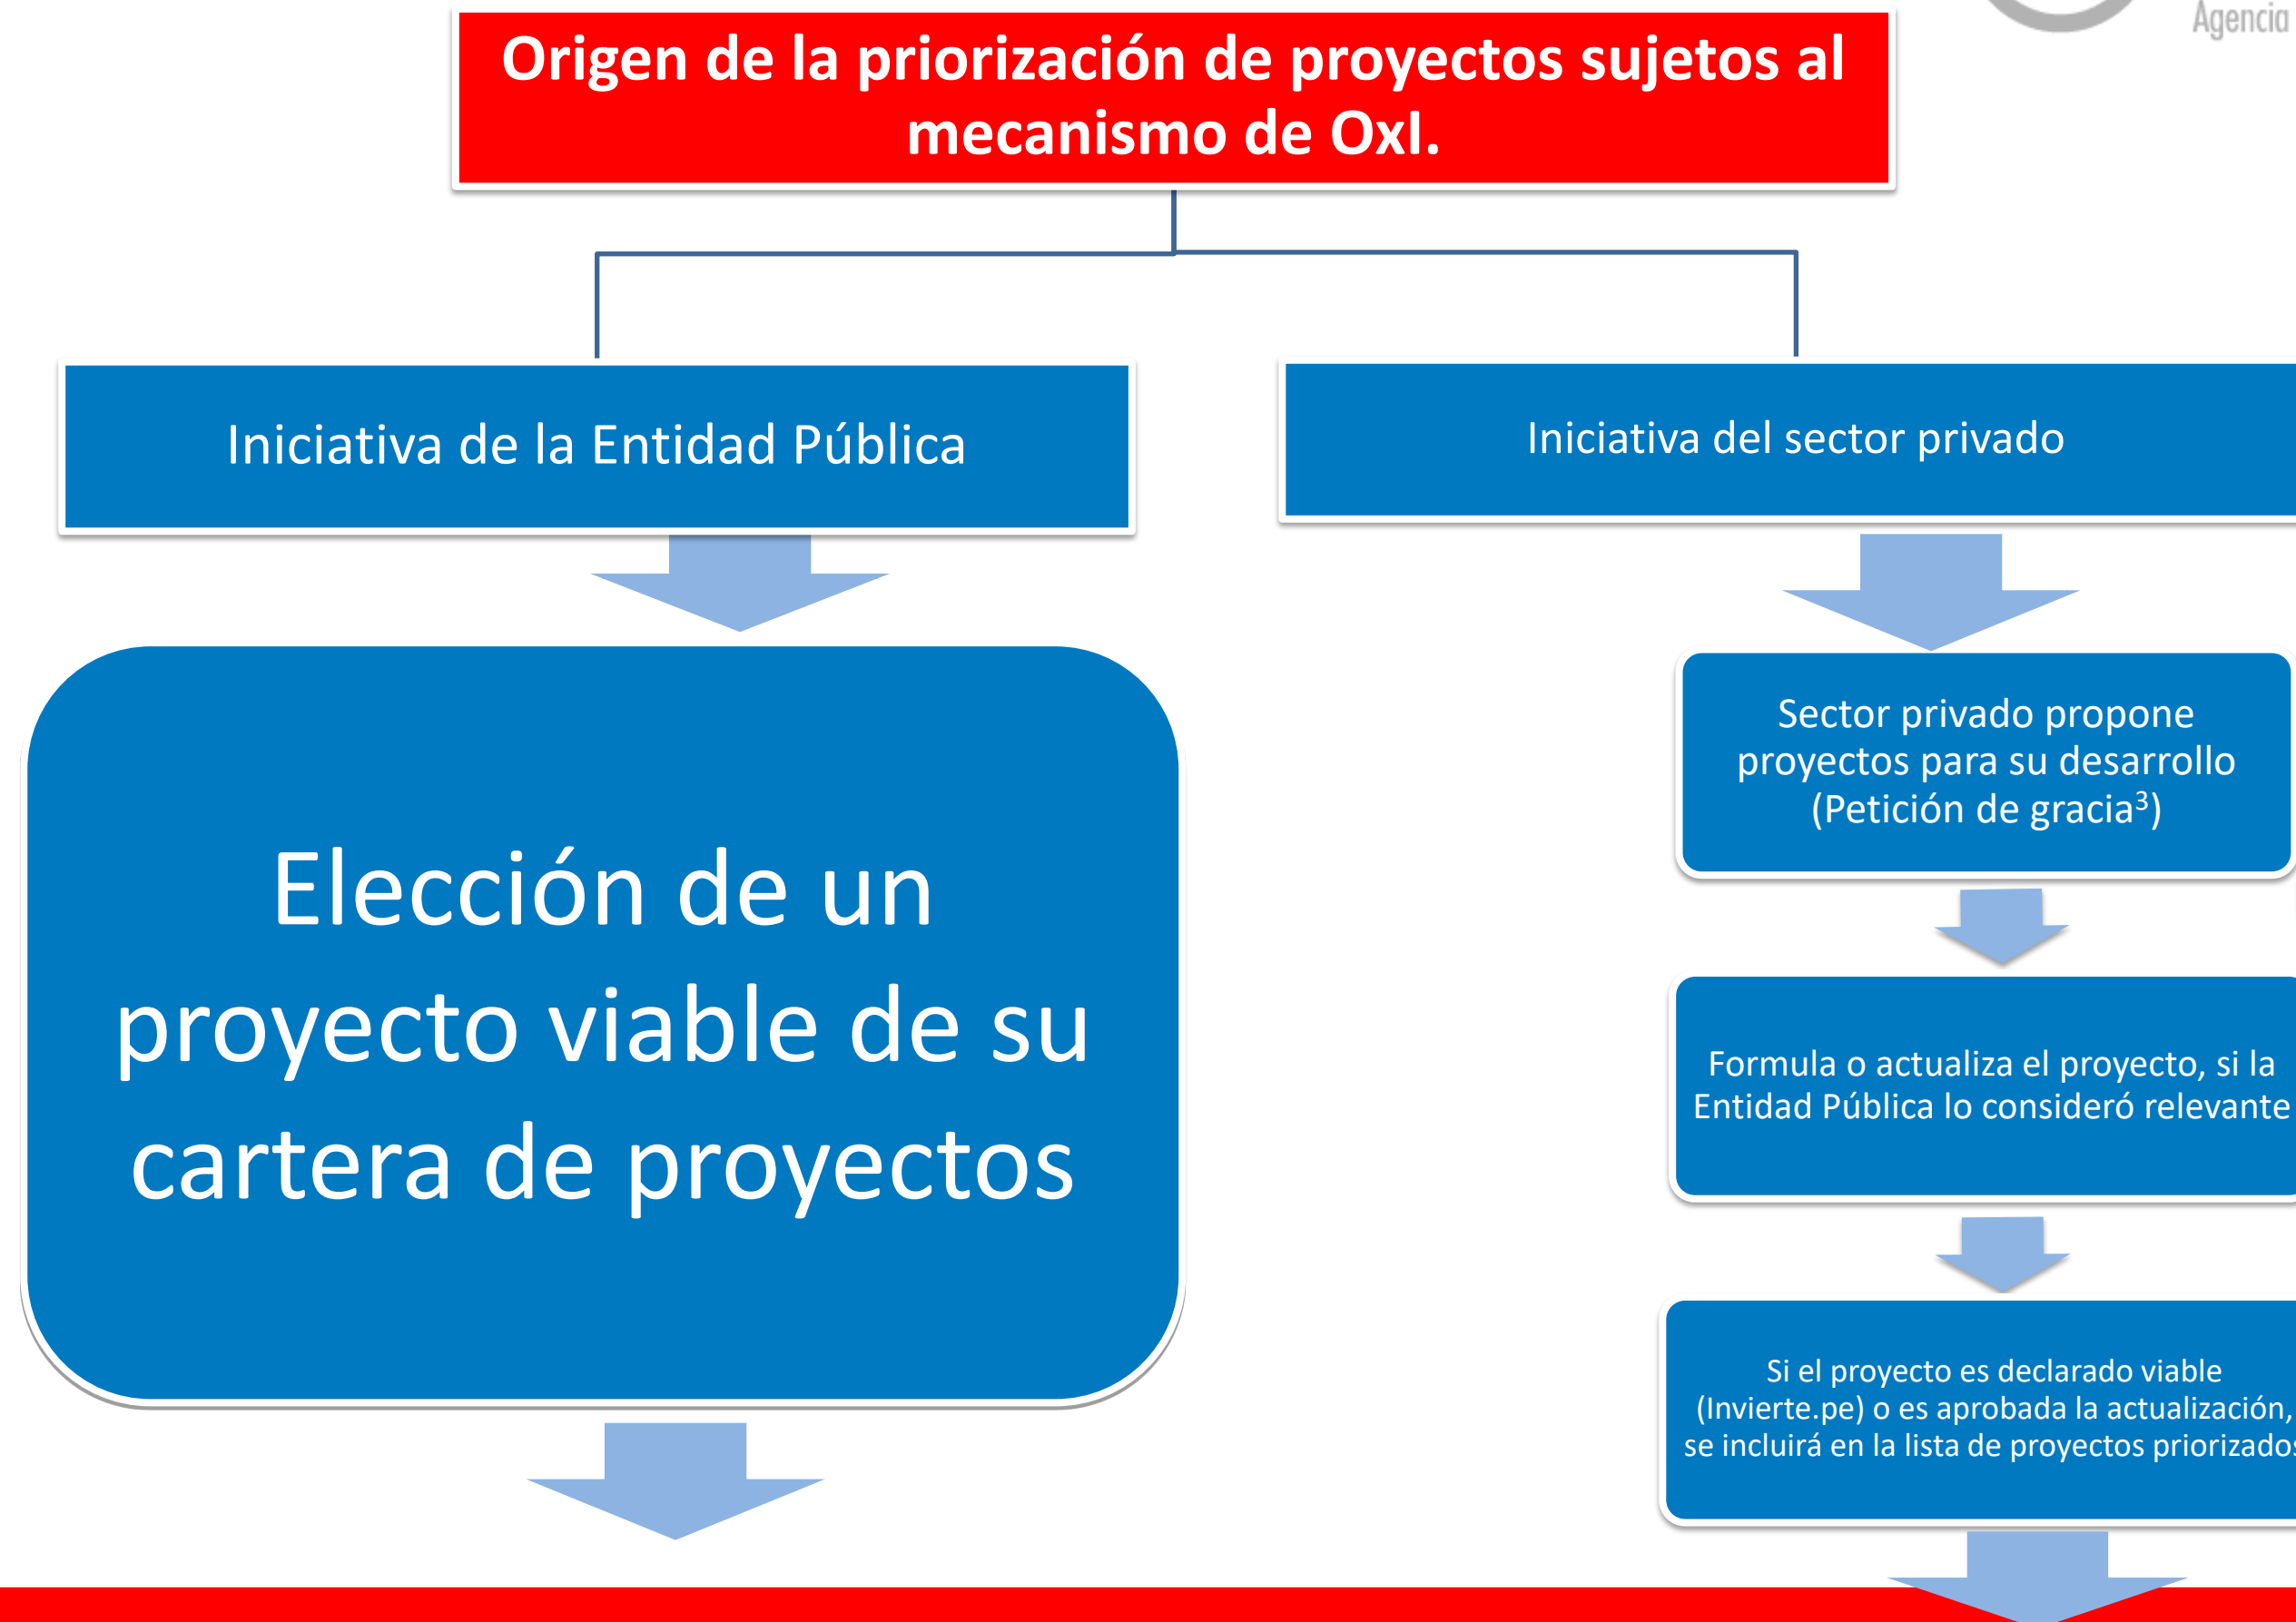 Agencia
Origen de la priorización de proyectos sujetos al
mecanismo de OxI.
Iniciativa de la Entidad Pública
Iniciativa del sector privado
Elección de un
proyecto viable de su
cartera de proyectos
Sector privado propone
proyectos para su desarrollo
(Petición de gracia³)
Formula o actualiza el proyecto, si la
Entidad Pública lo consideró relevante
Si el proyecto es declarado viable
(Invierte.pe) o es aprobada la actualización,
se incluirá en la lista de proyectos priorizados